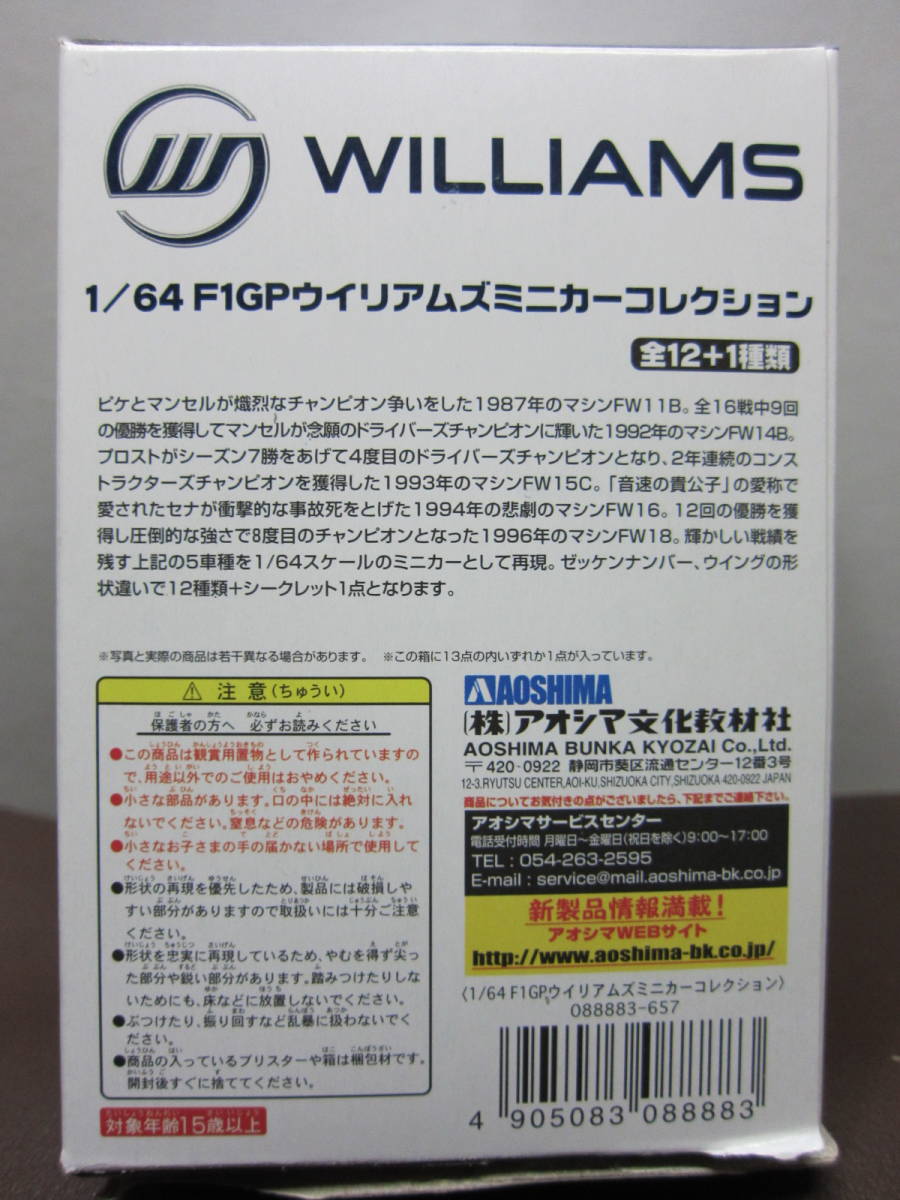 WILLIAMS
1/64 F1GPウイリアムズミニカーコレクション
全12+1種類
ピケとマンセルが熾烈なチャンピオン争いをした1987年のマシンFW11B。全16戦中9回
の優勝を獲得してマンセルが念願のドライバーズチャンピオンに輝いた1992年のマシンFW14B。
プロストがシーズン7勝をあげて4度目のドライバーズチャンピオンとなり、2年連続のコンス
トラクターズチャンピオンを獲得した1993年のマシンFW15C。「音速の貴公子」の愛称で
愛されたセナが衝撃的な事故死をとげた1994年の悲劇のマシンFW16。12回の優勝を獲
得し圧倒的な強さで8度目のチャンピオンとなった1996年のマシンFW18。輝かしい戦績を
残す上記の5車種を1/64スケールのミニカーとして再現。ゼッケンナンバー、ウイングの形
状違いで12種類+シークレット1点となります。
※写真と実際の商品は若干異なる場合があります。 ※この箱に13点の内いずれか1点が入っています。
⚠ 注意(ちゅうい)
保護者の方へ 必ずお読みください
●この商品は観賞用置物として作られていますの
で、用途以外でのご使用はおやめください。
●小さな部品があります。口の中には絶対に入れ
ないでください。窒息などの危険があります。
●小さなお子さまの手の届かない場所で使用して
ください。
●形状の再現を優先したため、製品には破損しや
すい部分がありますので取扱いには十分ご注意
ください。
●形状を忠実に再現しているため、やむを得ず尖っ
た部分や鋭い部分があります。踏みつけたりしな
いためにも、床などに放置しないでください。
●ぶつけたり、振り回すなど乱暴に扱わないでく
ださい。
●商品の入っているブリスターや箱は梱包材です。
開封後すぐに捨ててください。
対象年齢15歳以上
AOSHIMA
(株)アオシマ文化教材社
AOSHIMA BUNKA KYOZAI Co.,Ltd.
〒420-0922 静岡市葵区流通センター12番3号
12-3,RYUTSU CENTER,AOI-KU,SHIZUOKA CITY,SHIZUOKA 420-0922 JAPAN
商品についてお気付きの点がございましたら、下記までご連絡下さい。
アオシマサービスセンター
電話受付時間 月曜日~金曜日(祝日を除く)9:00~17:00
TEL : 054-263-2595
E-mail : service@mail.aoshima-bk.co.jp
新製品情報満載!
アオシマWEBサイト
http://www.aoshima-bk.co.jp/
〈1/64 F1GP,ウイリアムズミニカーコレクション〉
088883-657
4 905083 088883